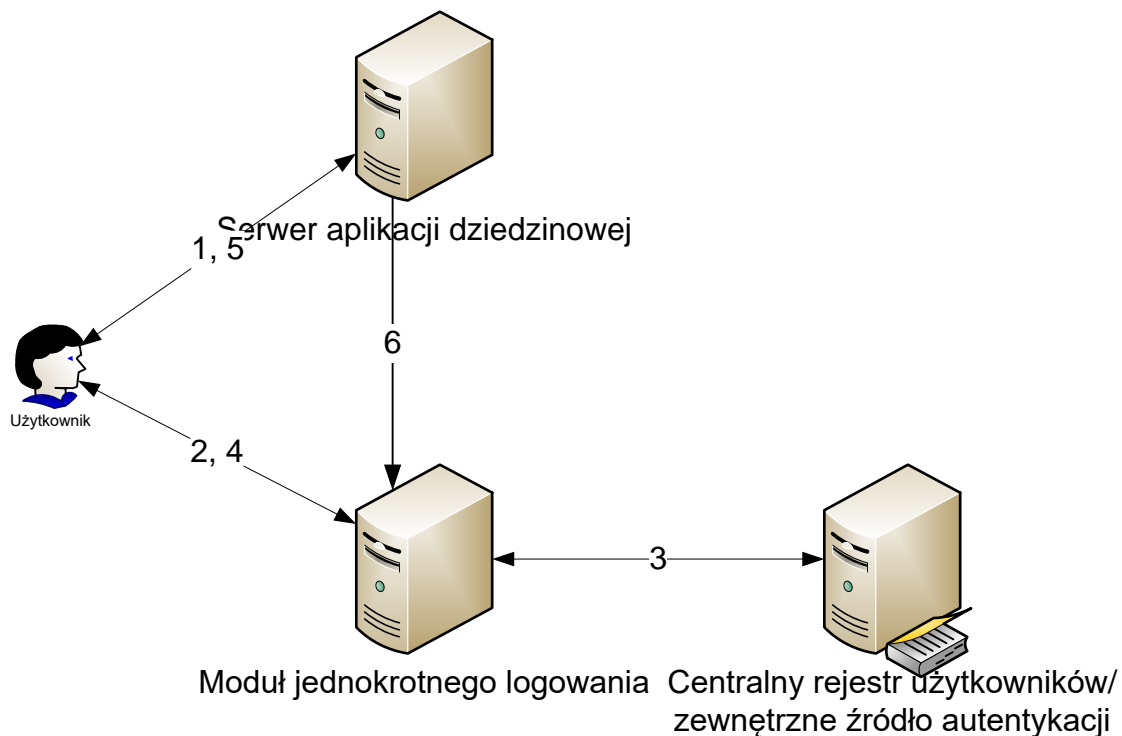 Serwer aplikacji dziedzinowej
1, 5
6
Użytkownik
2, 4
3
Moduł jednokrotnego logowania
Centralny rejestr użytkowników/
zewnętrzne źródło autentykacji